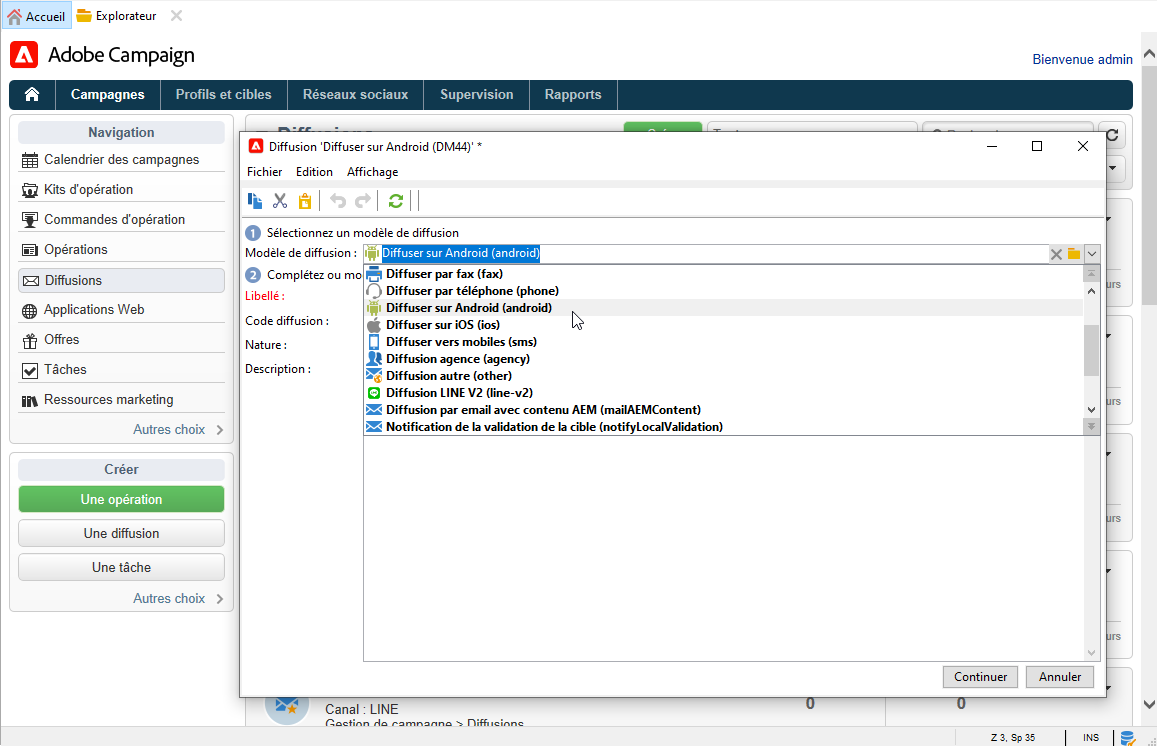 Accueil
Explorateur
Adobe Campaign
Bienvenue admin
Campagnes
Profils et cibles
Réseaux sociaux
Supervision
Rapports
Navigation
Calendrier des campagnes
Kits d'opération
Commandes d'opération
Opérations
Diffusions
Applications Web
Offres
Tâches
Ressources marketing
Autres choix
Créer
Une opération
Une diffusion
Une tâche
Autres choix
Diffusion 'Diffuser sur Android (DM44)' *
Fichier Edition Affichage
1 Sélectionnez un modèle de diffusion
Modèle de diffusion : Diffuser sur Android (android)
2 Complétez ou mo
Libellé :
Code diffusion :
Nature :
Description :
Diffuser par fax (fax)
Diffuser par téléphone (phone)
Diffuser sur Android (android)
Diffuser sur iOS (ios)
Diffuser vers mobiles (sms)
Diffusion agence (agency)
Diffusion autre (other)
Diffusion LINE V2 (line-v2)
Diffusion par email avec contenu AEM (mailAEMContent)
Notification de la validation de la cible (notifyLocalValidation)
urs
urs
urs
urs
Continuer
Annuler
Canal : LINE
0
0
Gestion de campagne > Diffusions
Z 3, Sp 35
INS